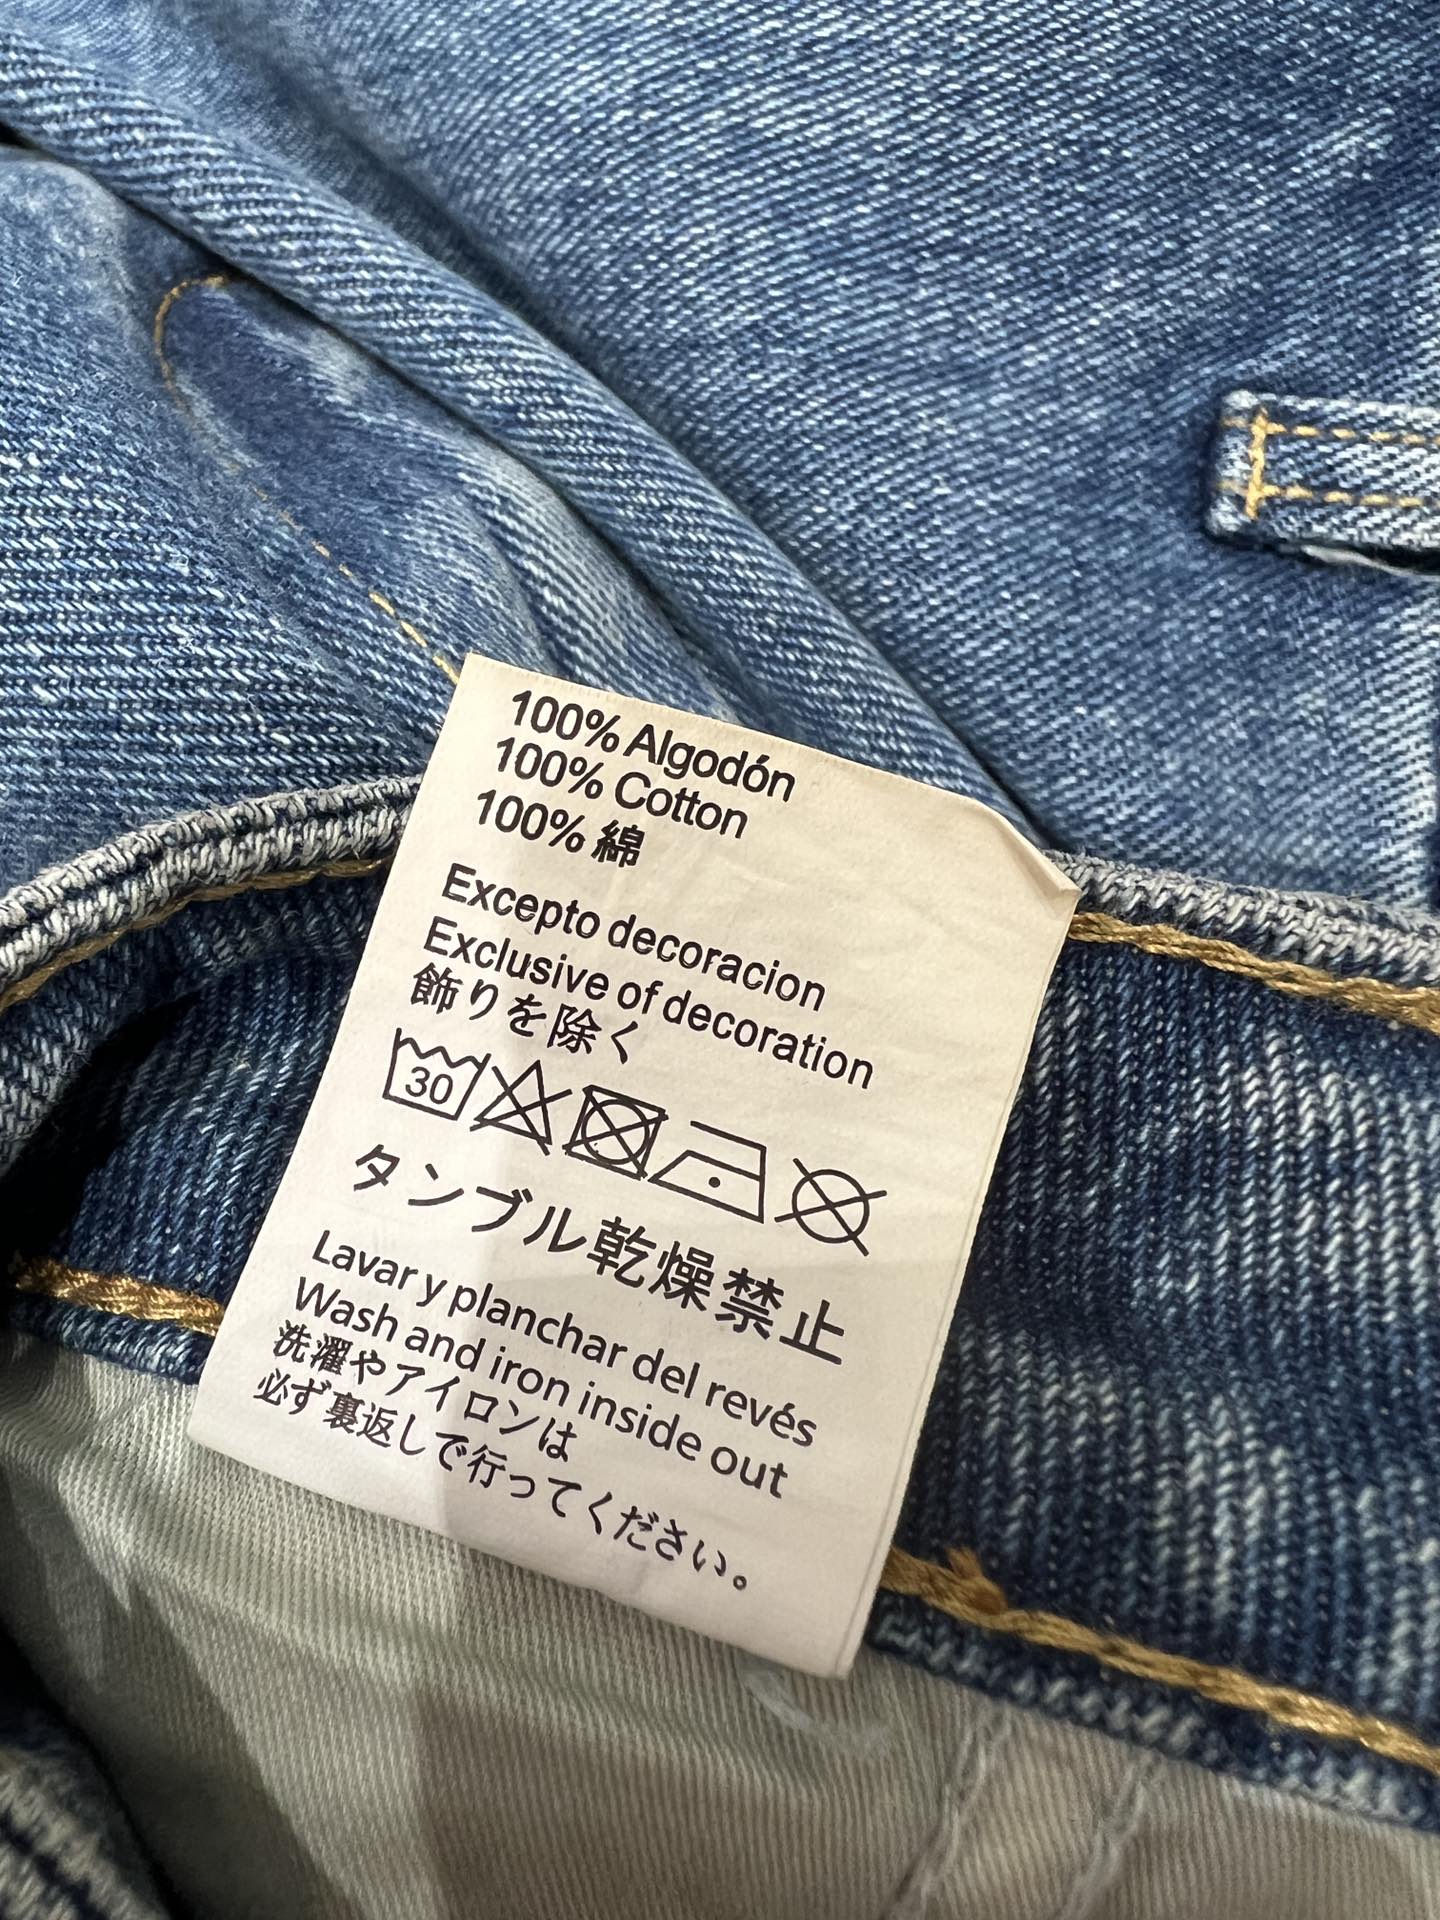 100% Algodón
100% Cotton
100% 綿
Excepto decoracion
Exclusive of decoration
飾りを除く
30
タンブル乾燥禁止
Lavar y planchar del revés
Wash and iron inside out
洗濯やアイロンは
必ず裏返しで行ってください。